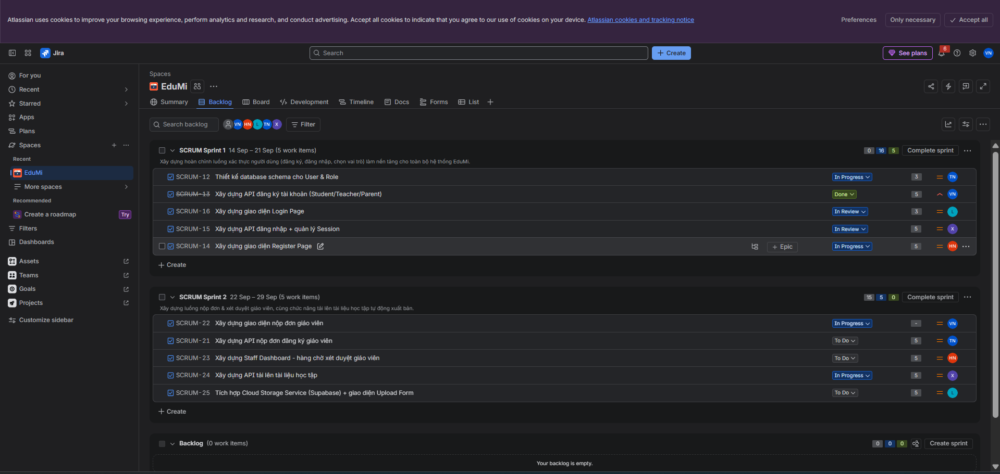 Atlassian uses cookies to improve your browsing experience, perform analytics and research, and conduct advertising. Accept all cookies to indicate that you agree to our use of cookies on your device. Atlassian cookies and tracking notice
Preferences
Only necessary
Accept all
Jira
Search
Create
See plans
6
VN
For you
Recent
Starred
Apps
Plans
Spaces
Recent
EduMi
More spaces
Recommended
Create a roadmap
Try
Filters
Dashboards
Assets
Teams
Goals
Projects
Customize sidebar
Spaces
EduMi
Summary
Backlog
Board
Development
Timeline
Docs
Forms
List
Search backlog
VN
HN
L
TN
X
Filter
SCRUM Sprint 1 14 Sep – 21 Sep (5 work items)
0 16 5
Complete sprint
Xây dựng hoàn chỉnh luồng xác thực người dùng (đăng ký, đăng nhập, chọn vai trò) làm nền tảng cho toàn bộ hệ thống EduMi.
SCRUM-12 Thiết kế database schema cho User & Role In Progress 3 TN
SCRUM-13 Xây dựng API đăng ký tài khoản (Student/Teacher/Parent) Done 5 VN
SCRUM-16 Xây dựng giao diện Login Page In Review 3 L
SCRUM-15 Xây dựng API đăng nhập + quản lý Session In Review 5 X
SCRUM-14 Xây dựng giao diện Register Page + Epic In Progress 5 HN
Create
SCRUM Sprint 2 22 Sep – 29 Sep (5 work items)
15 5 0
Complete sprint
Xây dựng luồng nộp đơn & xét duyệt giáo viên, cùng chức năng tải lên tài liệu học tập tự động xuất bản.
SCRUM-22 Xây dựng giao diện nộp đơn giáo viên In Progress - VN
SCRUM-21 Xây dựng API nộp đơn đăng ký giáo viên To Do 5 TN
SCRUM-23 Xây dựng Staff Dashboard - hàng chờ xét duyệt giáo viên To Do 5 HN
SCRUM-24 Xây dựng API tải lên tài liệu học tập In Progress 5 X
SCRUM-25 Tích hợp Cloud Storage Service (Supabase) + giao diện Upload Form To Do 5 L
Create
Backlog (0 work items)
0 0 0
Create sprint
Your backlog is empty.